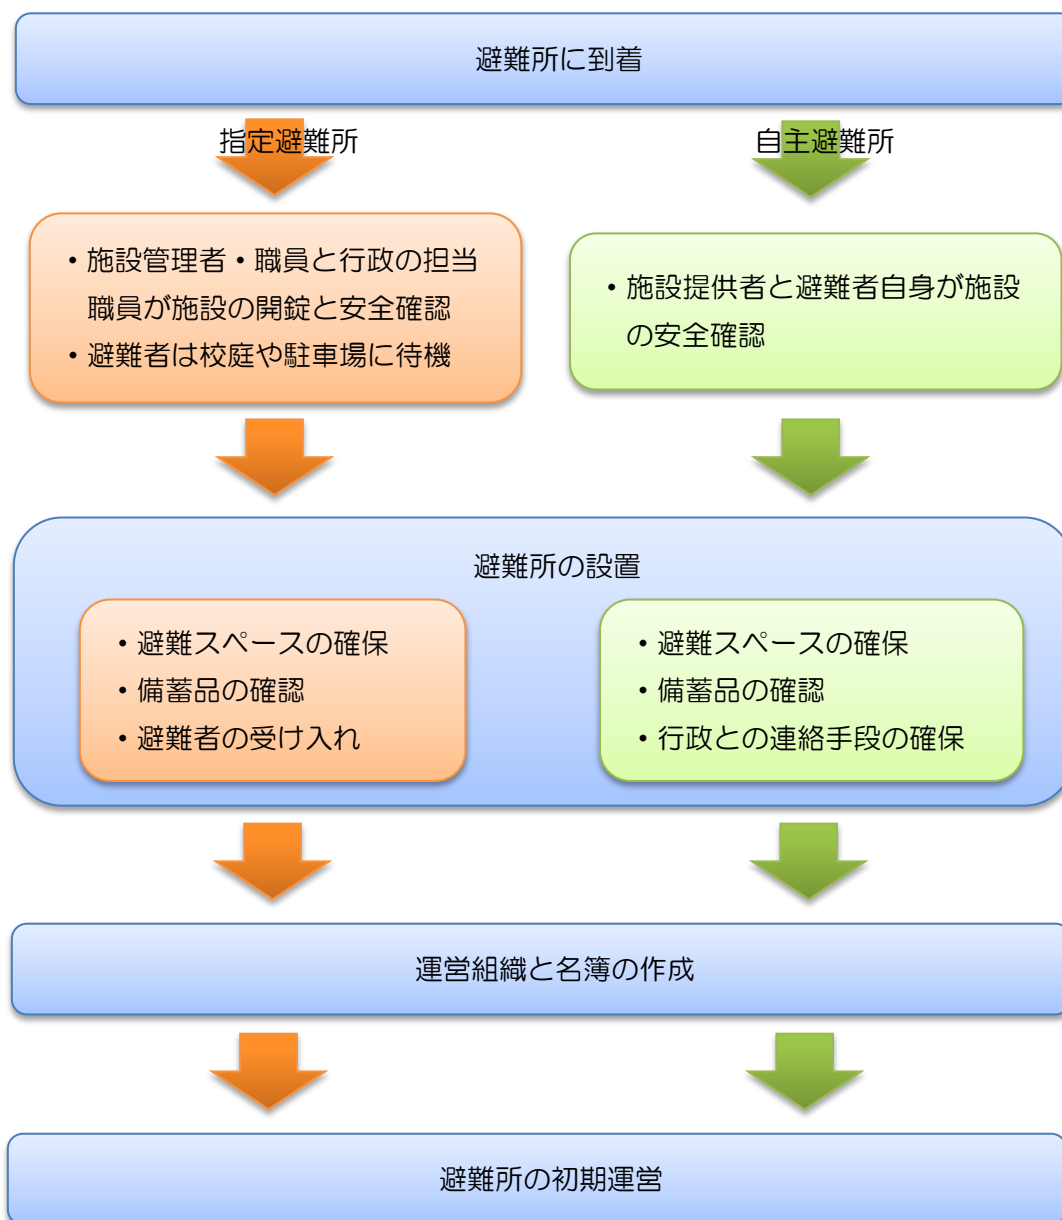 避難所に到着
指定避難所
自主避難所
・施設管理者・職員と行政の担当
職員が施設の開錠と安全確認
・避難者は校庭や駐車場に待機
・施設提供者と避難者自身が施設
の安全確認
避難所の設置
・避難スペースの確保
・備蓄品の確認
・避難者の受け入れ
・避難スペースの確保
・備蓄品の確認
・行政との連絡手段の確保
運営組織と名簿の作成
避難所の初期運営